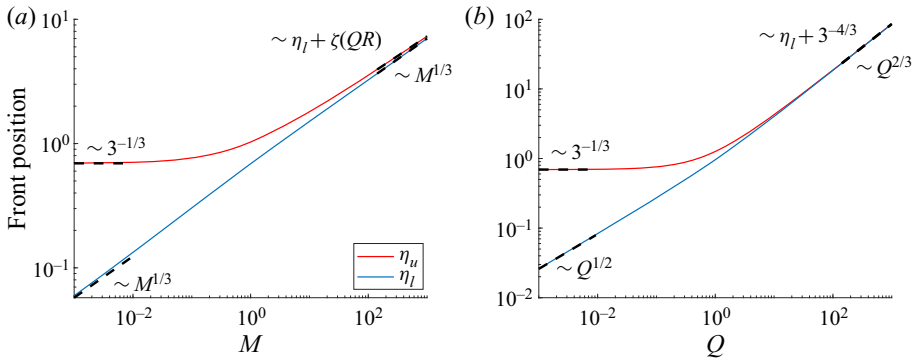 (a)
10^1
10^0
10^{-1}
Front position
∼ η_l + ζ(QR)
∼ M^{1/3}
∼ 3^{-1/3}
∼ M^{1/3}
η_u
η_l
10^{-2}
10^0
10^2
M
(b)
10^2
10^1
10^0
10^{-1}
10^{-2}
∼ η_l + 3^{-4/3}
∼ Q^{2/3}
∼ 3^{-1/3}
∼ Q^{1/2}
10^{-2}
10^0
10^2
Q